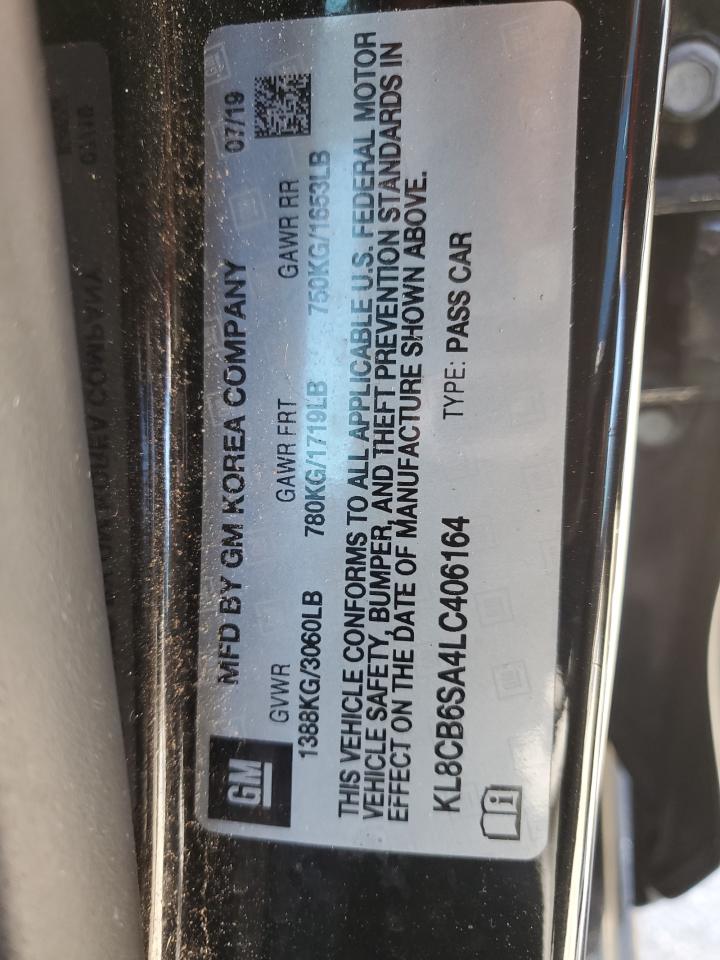 GM
MFD BY GM KOREA COMPANY 07/19
GVWR GAWR FRT GAWR RR
1388KG/3060LB 780KG/1719LB 750KG/1653LB
THIS VEHICLE CONFORMS TO ALL APPLICABLE U.S. FEDERAL MOTOR
VEHICLE SAFETY, BUMPER, AND THEFT PREVENTION STANDARDS IN
EFFECT ON THE DATE OF MANUFACTURE SHOWN ABOVE.
KL8CB6SA4LC406164 TYPE: PASS CAR